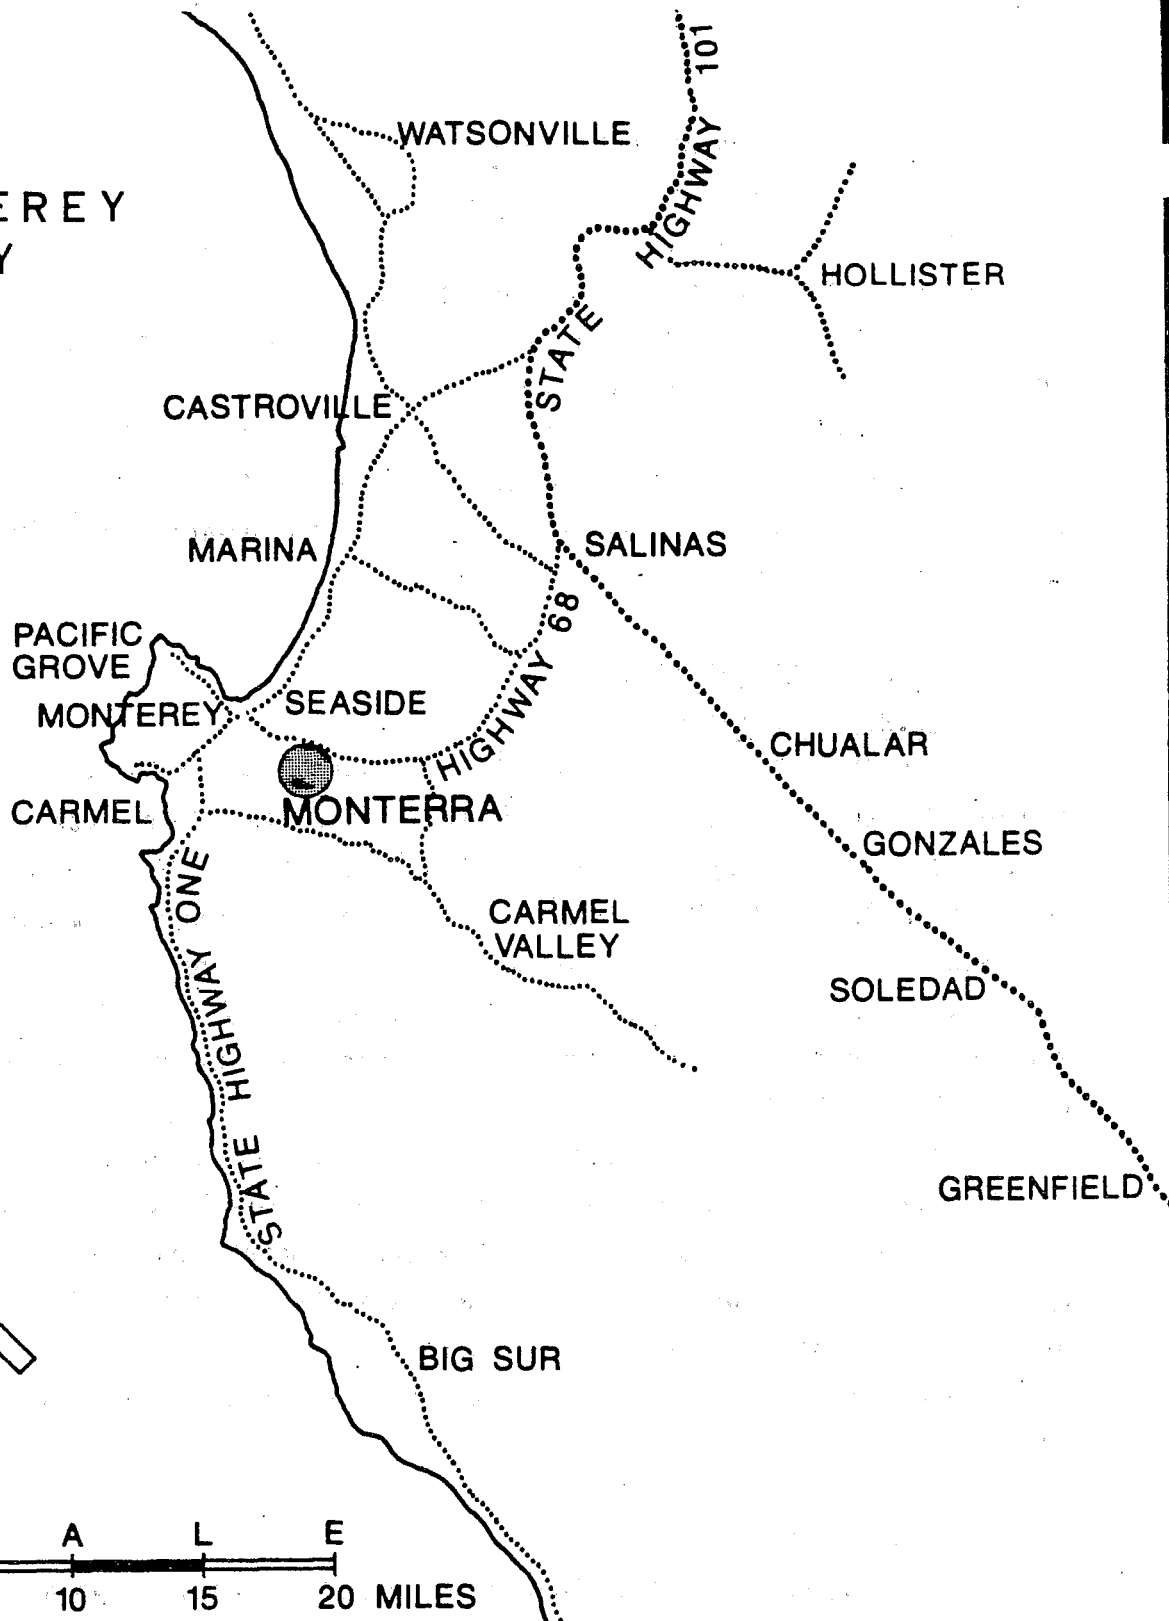 101
WATSONVILLE
EREY
Y
HIGHWAY
HOLLISTER
STATE
CASTROVILLE
MARINA
SALINAS
68
PACIFIC
GROVE
MONTEREY
SEASIDE
HIGHWAY
CHUALAR
CARMEL
MONTERRA
GONZALES
STATE HIGHWAY ONE
CARMEL
VALLEY
SOLEDAD
GREENFIELD
BIG SUR
A L E
10 15 20 MILES